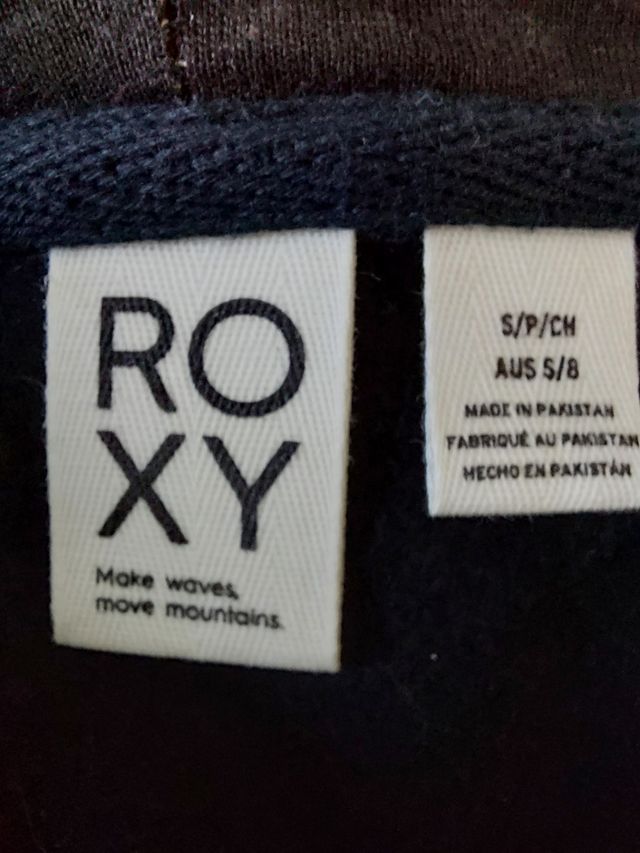 RO
XY
Make waves,
move mountains.
S/P/CH
AUS S/8
MADE IN PAKISTAN
FABRIQUÉ AU PAKISTAN
HECHO EN PAKISTÁN